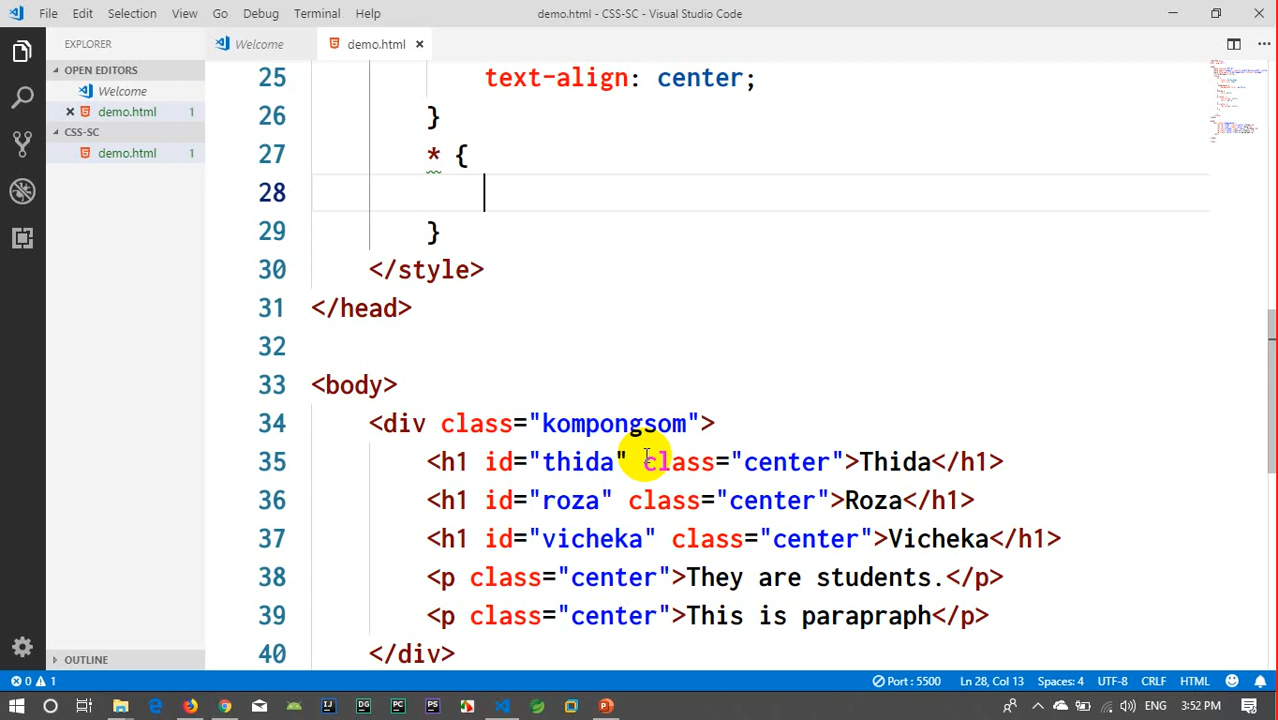 File Edit Selection View Go Debug Terminal Help demo.html - CSS-SC - Visual Studio Code
EXPLORER
Welcome demo.html
OPEN EDITORS
Welcome
demo.html 1
CSS-SC
demo.html 1
OUTLINE
25 text-align: center;
26 }
27 * {
28
29 }
30 </style>
31 </head>
32
33 <body>
34 <div class="kompongsom">
35 <h1 id="thida" class="center">Thida</h1>
36 <h1 id="roza" class="center">Roza</h1>
37 <h1 id="vicheka" class="center">Vicheka</h1>
38 <p class="center">They are students.</p>
39 <p class="center">This is parapraph</p>
40 </div>
0 1 Port : 5500 Ln 28, Col 13 Spaces: 4 UTF-8 CRLF HTML
IJ DG PC PS 3:52 PM